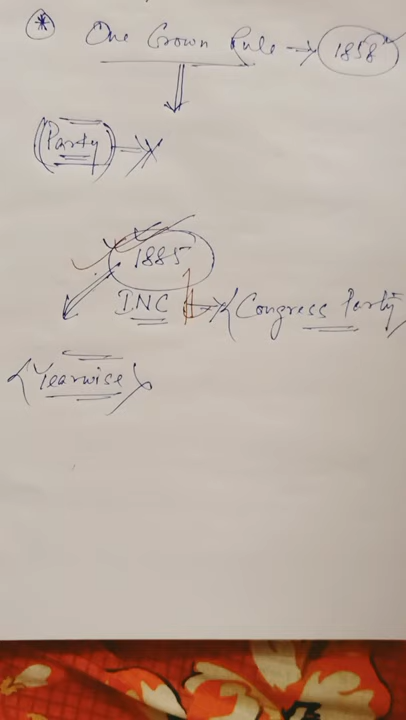 * One Crown Rule → 1858
(Party) → X
1885
INC → {Congress Party
{Yearwise}